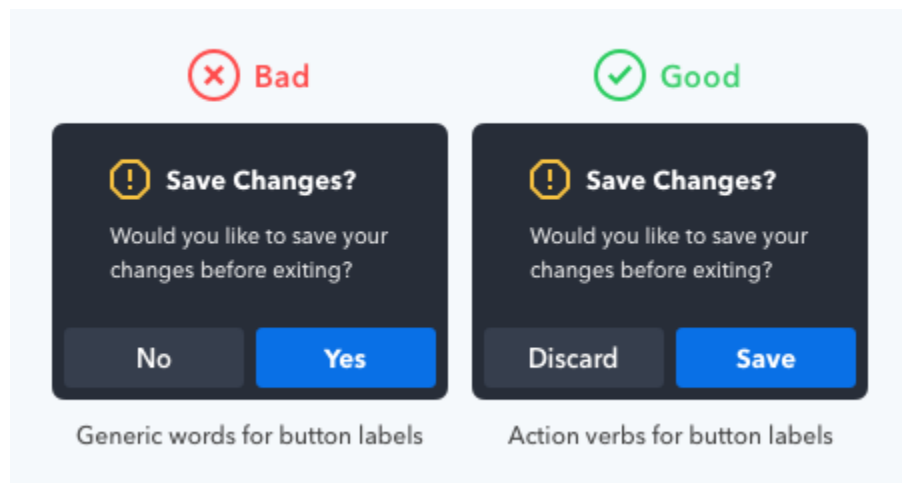 Bad
Save Changes?
Would you like to save your
changes before exiting?
No
Yes
Generic words for button labels
Good
Save Changes?
Would you like to save your
changes before exiting?
Discard
Save
Action verbs for button labels